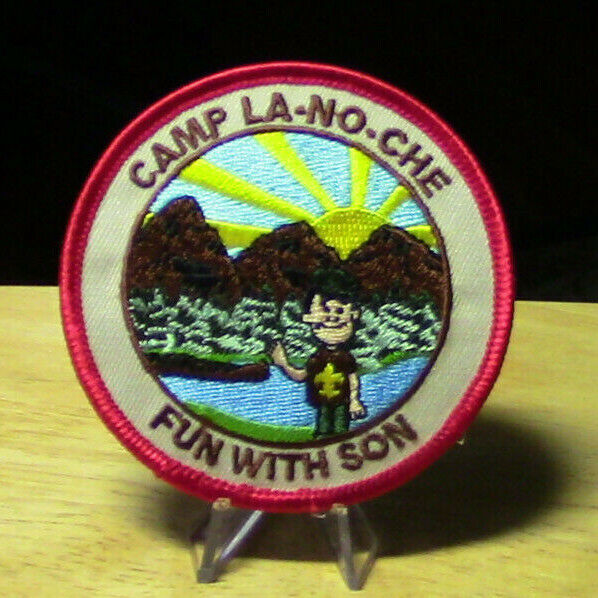 CAMP LA-NO-CHE
FUN WITH SON